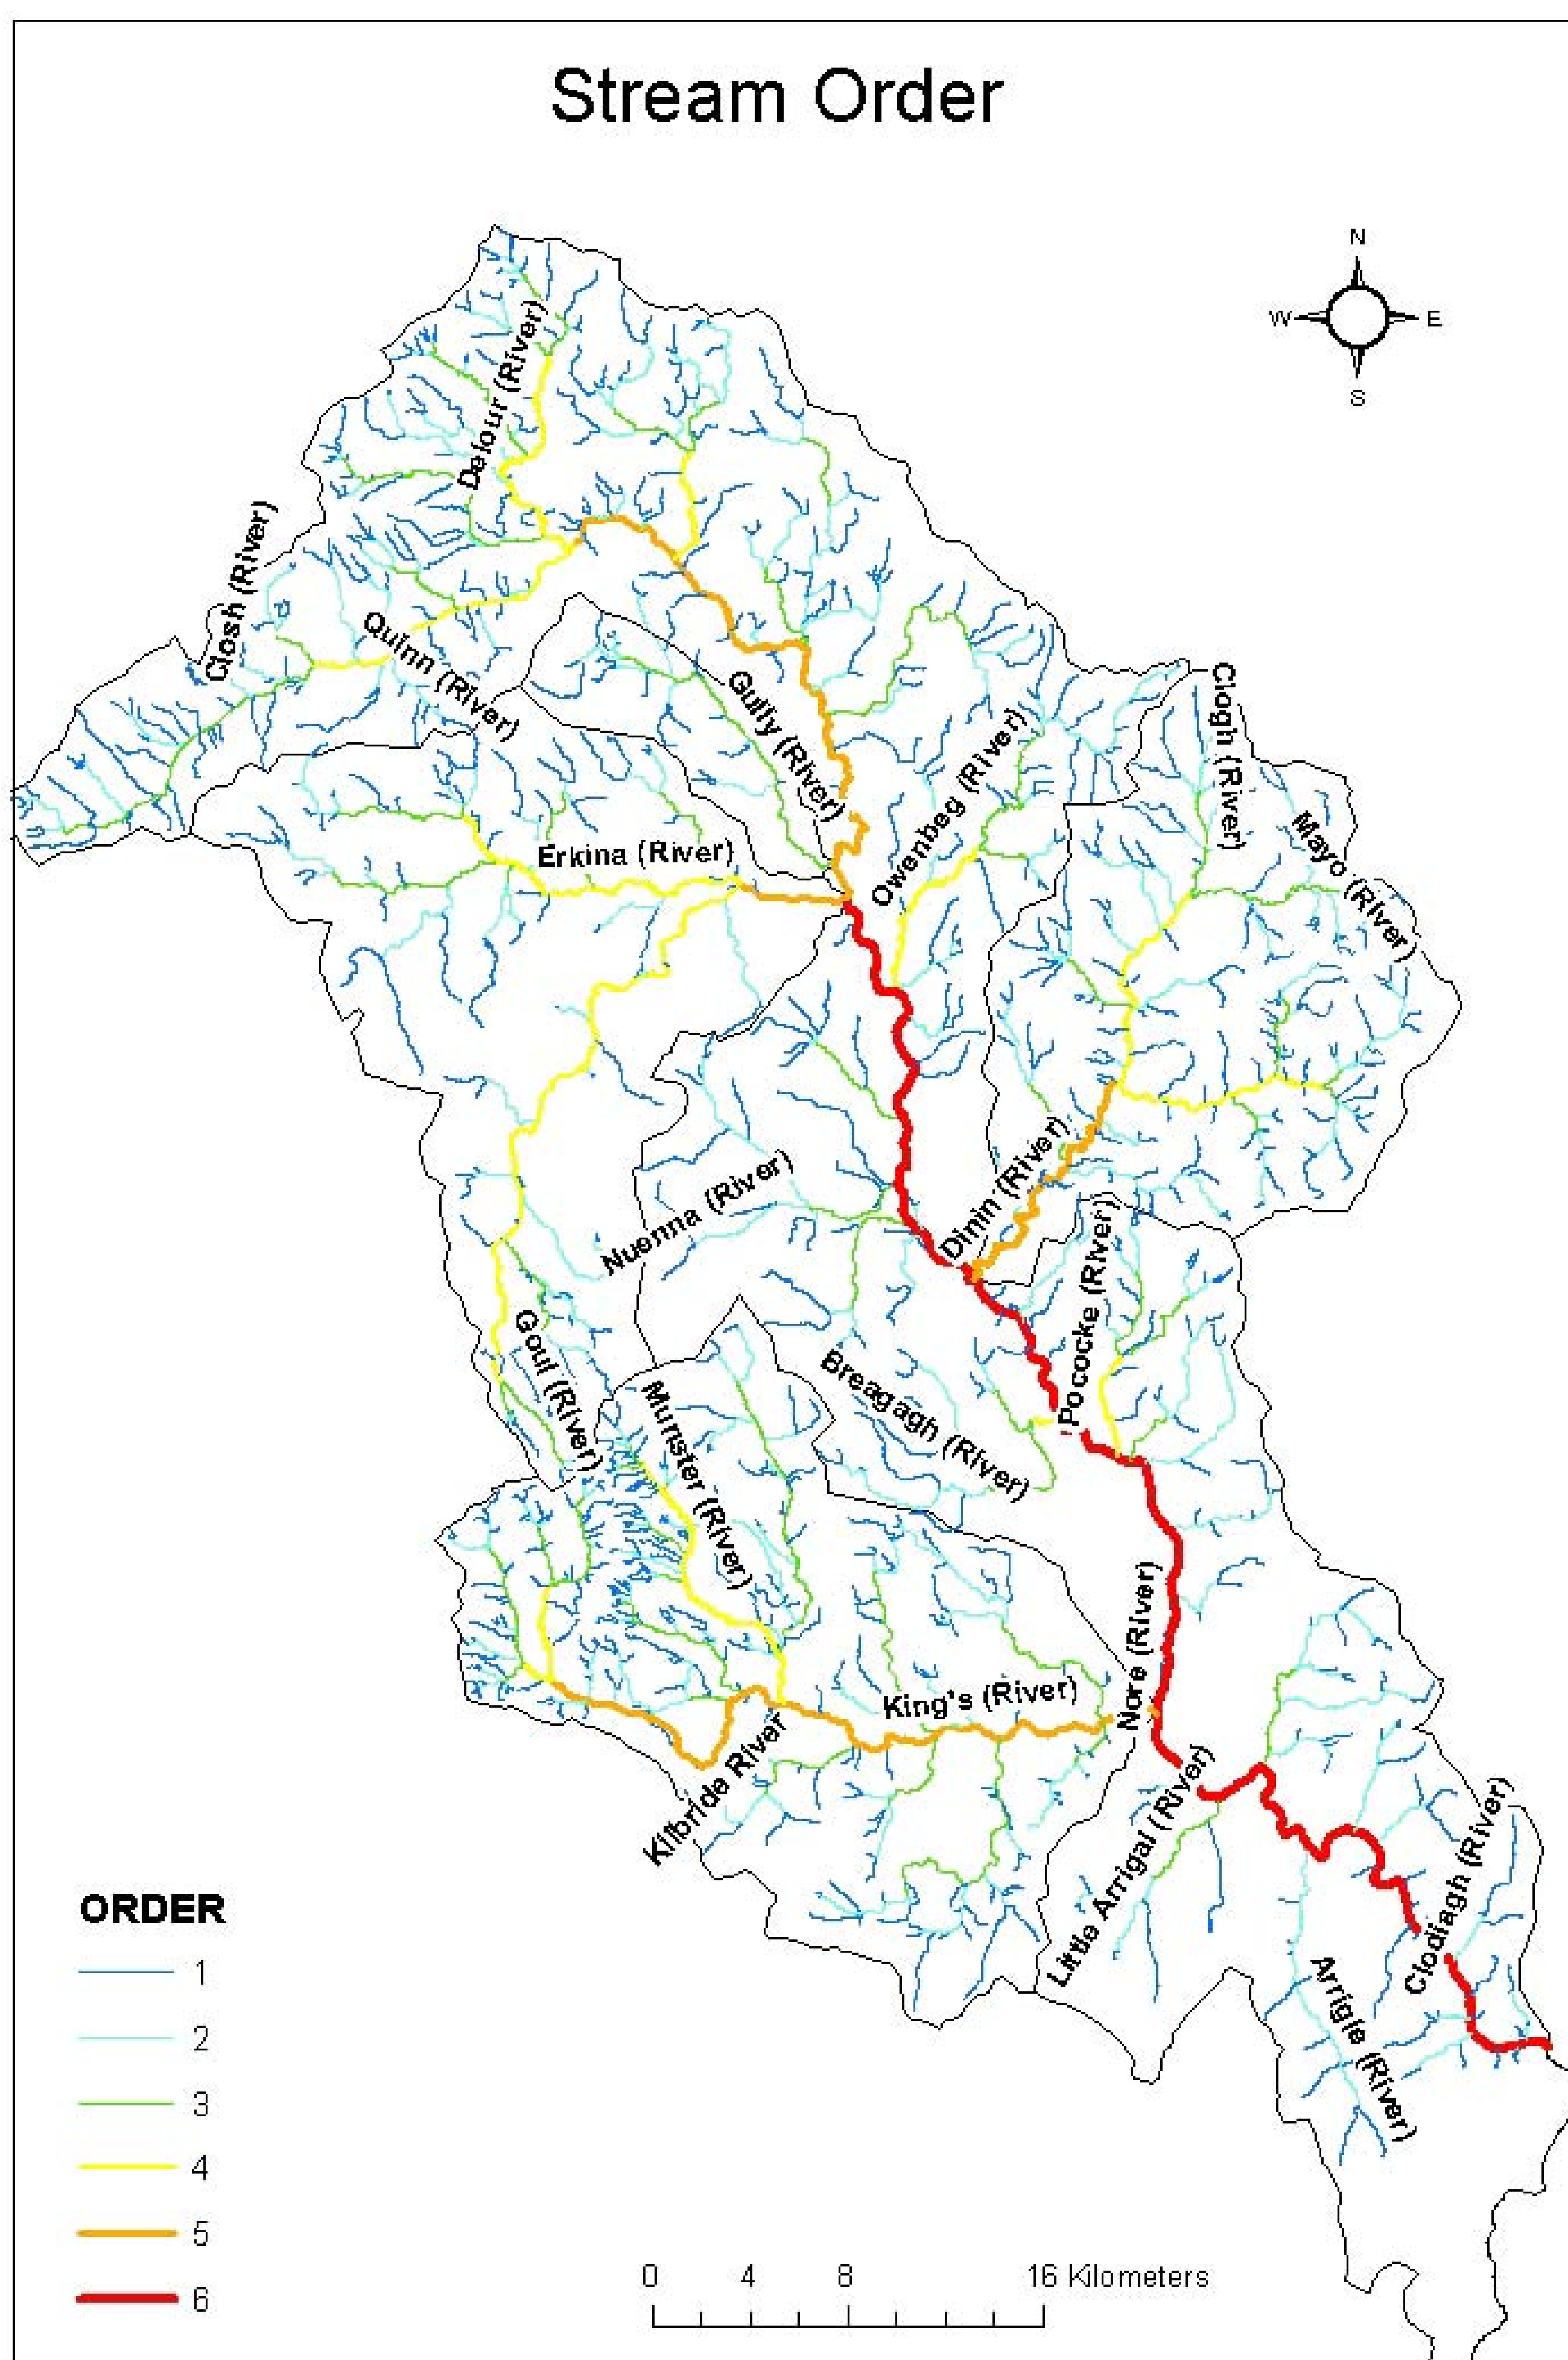 Stream Order
N
W
E
S
Delour (River)
Closh (River)
Quinn (River)
Gully (River)
Owenbeg (River)
Clogh (River)
Mayo (River)
Erkina (River)
Nuenna (River)
Dinin (River)
Pococke (River)
Goul (River)
Munster (River)
Breagagh (River)
Nore (River)
King's (River)
Kilbride River
Little Arrigal (River)
Clodiagh (River)
Arrigle (River)
ORDER
1
2
3
4
5
6
0 4 8 16 Kilometers